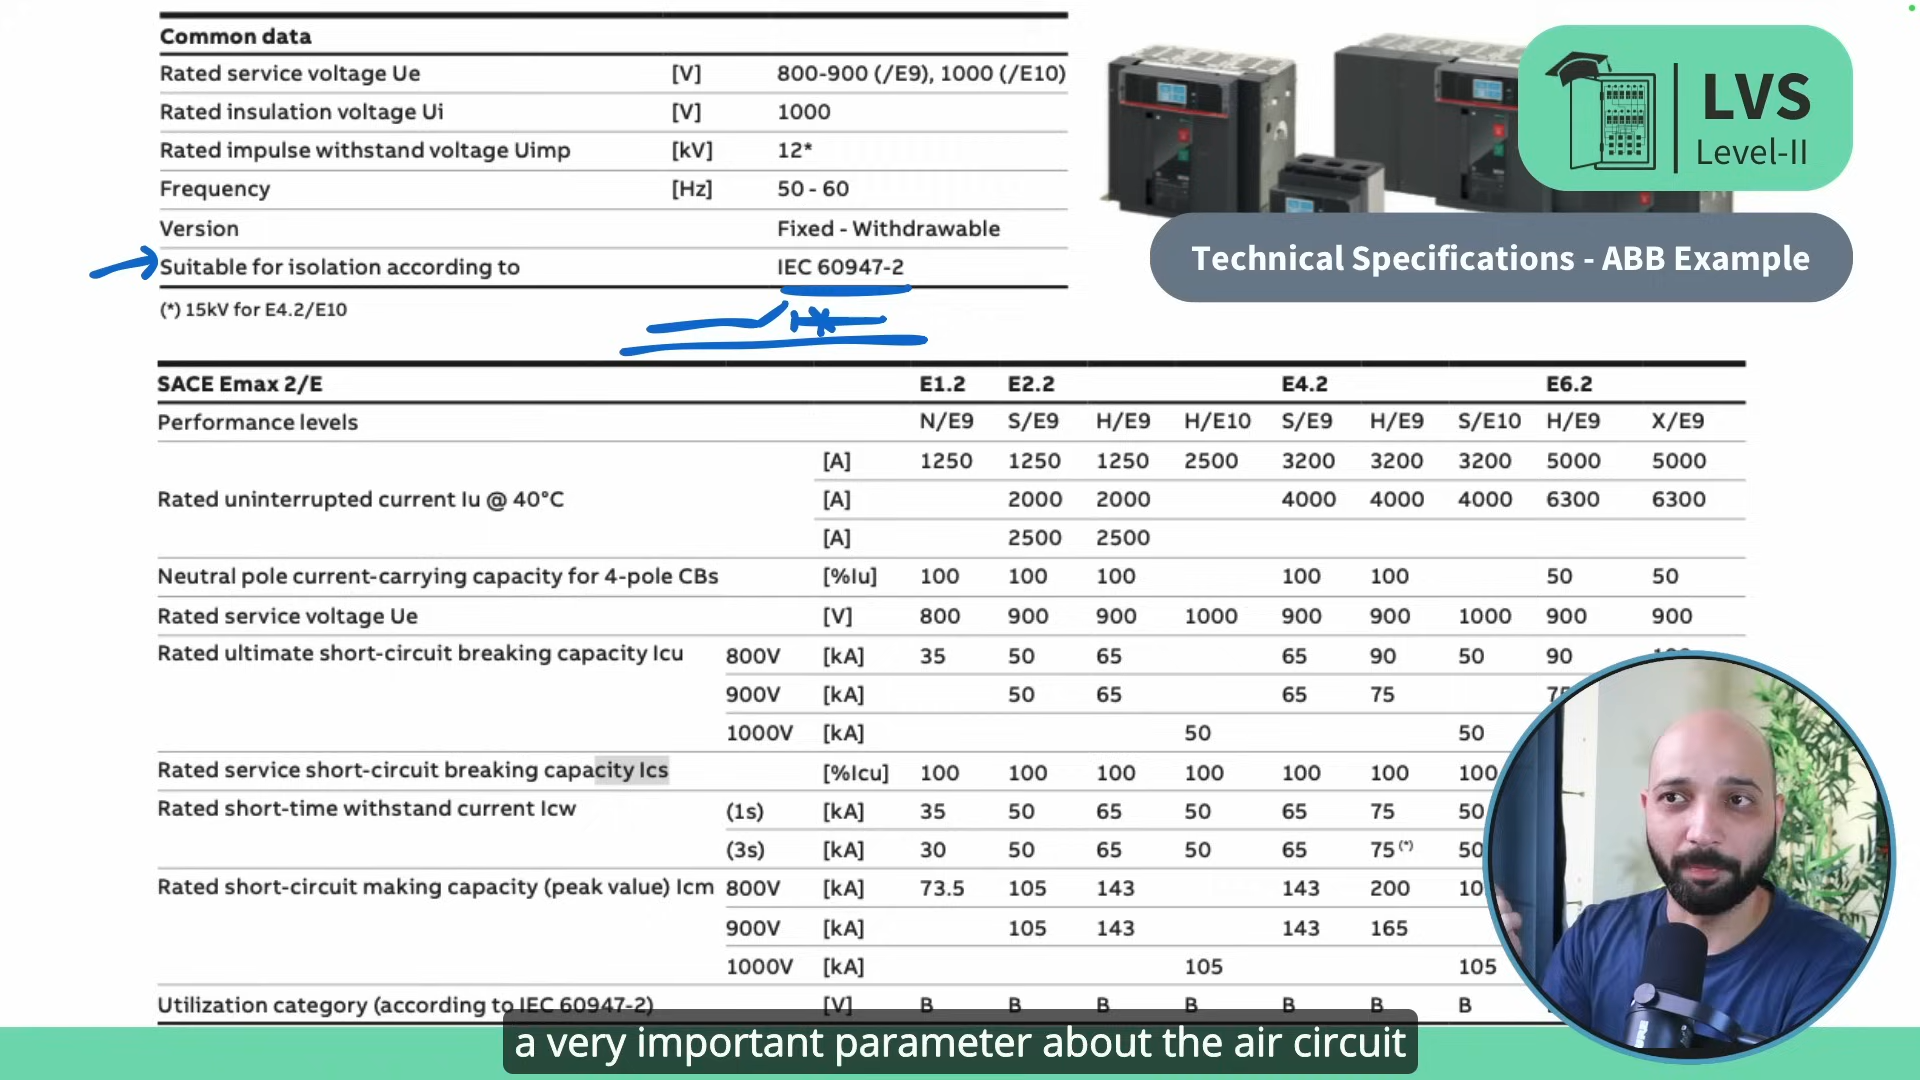 Common data
Rated service voltage Ue [V] 800-900 (/E9), 1000 (/E10)
Rated insulation voltage Ui [V] 1000
Rated impulse withstand voltage Uimp [kV] 12*
Frequency [Hz] 50 - 60
Version Fixed - Withdrawable
Suitable for isolation according to IEC 60947-2
(*) 15kV for E4.2/E10
LVS
Level-II
Technical Specifications - ABB Example
SACE Emax 2/E E1.2 E2.2 E4.2 E6.2
Performance levels N/E9 S/E9 H/E9 H/E10 S/E9 H/E9 S/E10 H/E9 X/E9
[A] 1250 1250 1250 2500 3200 3200 3200 5000 5000
Rated uninterrupted current Iu @ 40°C [A] 2000 2000 4000 4000 4000 6300 6300
[A] 2500 2500
Neutral pole current-carrying capacity for 4-pole CBs [%Iu] 100 100 100 100 100 50 50
Rated service voltage Ue [V] 800 900 900 1000 900 900 1000 900 900
Rated ultimate short-circuit breaking capacity Icu 800V [kA] 35 50 65 65 90 50 90
900V [kA] 50 65 65 75
1000V [kA] 50 50
Rated service short-circuit breaking capacity Ics [%Icu] 100 100 100 100 100 100 100
Rated short-time withstand current Icw (1s) [kA] 35 50 65 50 65 75 50
(3s) [kA] 30 50 65 50 65 75 (*) 50
Rated short-circuit making capacity (peak value) Icm 800V [kA] 73.5 105 143 143 200
900V [kA] 105 143 143 165
1000V [kA] 105 105
Utilization category (according to IEC 60947-2) [V] B B B B B B B
a very important parameter about the air circuit